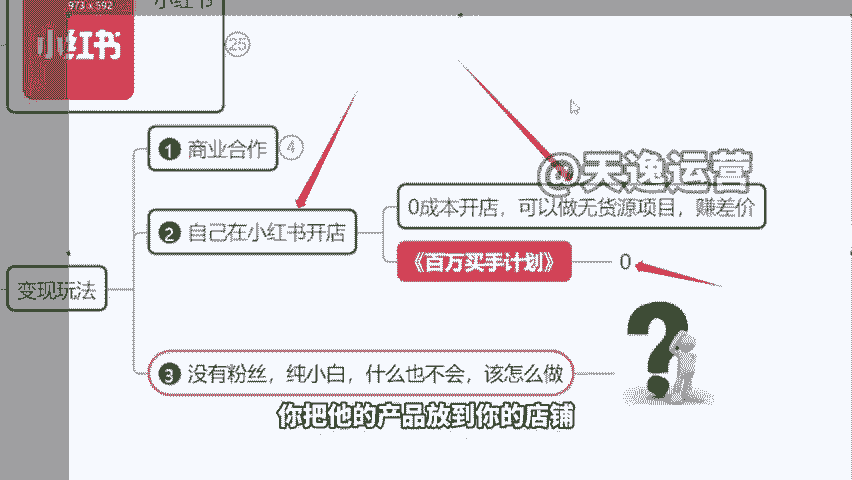 973 x 592
小红书
小红书
25
1 商业合作 4
@天逸运营
2 自己在小红书开店
0成本开店，可以做无货源项目，赚差价
《百万买手计划》 0
变现玩法
3 没有粉丝，纯小白，什么也不会，该怎么做
你把他的产品放到你的店铺